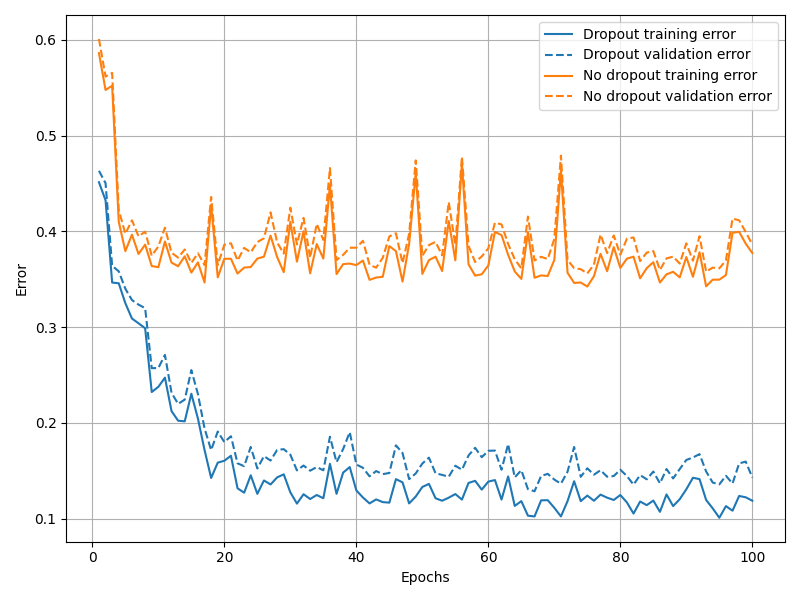 0.6
0.5
0.4
0.3
0.2
0.1
Error
0
20
40
60
80
100
Epochs
Dropout training error
Dropout validation error
No dropout training error
No dropout validation error